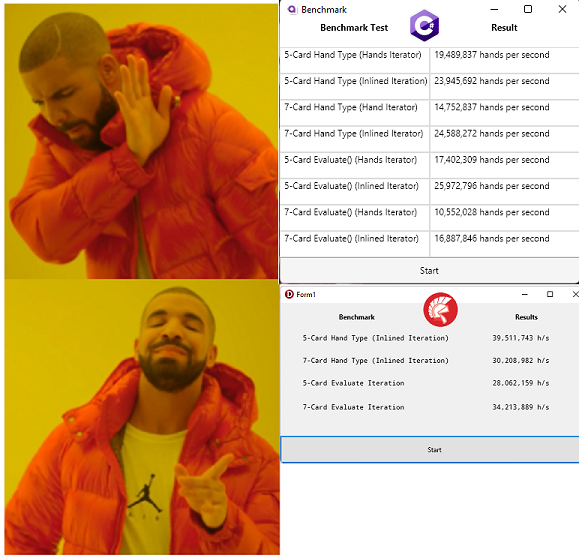 Benchmark
Benchmark Test Result
5-Card Hand Type (Hands Iterator) 19,489,837 hands per second
5-Card Hand Type (Inlined Iteration) 23,945,692 hands per second
7-Card Hand Type (Hand Iterator) 14,752,837 hands per second
7-Card Hand Type (Inlined Iterator) 24,588,272 hands per second
5-Card Evaluate() (Hands Iterator) 17,402,309 hands per second
5-Card Evaluate() (Inlined Iterator) 25,972,796 hands per second
7-Card Evaluate() (Hands Iterator) 10,552,028 hands per second
7-Card Evaluate() (Inlined Iterator) 16,887,846 hands per second
Start
Form1
Benchmark Results
5-Card Hand Type (Inlined Iteration) 39.511,743 h/s
7-Card Hand Type (Inlined Iteration) 30,208,982 h/s
5-Card Evaluate Iteration 28,062,159 h/s
7-Card Evaluate Iteration 34,213,889 h/s
Start